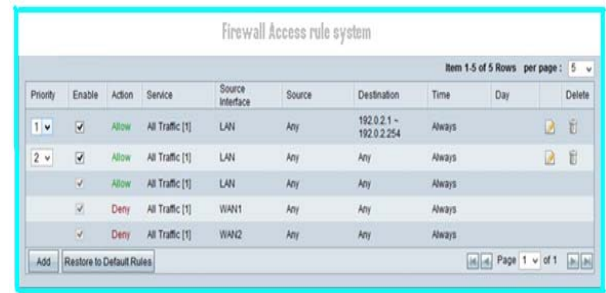 Firewall Access rule system
Item 1-5 of 5 Rows per page : 5
Priority Enable Action Service Source Interface Source Destination Time Day Delete
1 Allow All Traffic [1] LAN Any 192.0.2.1 ~ 192.0.2.254 Always
2 Allow All Traffic [1] LAN Any Any Always
Allow All Traffic [1] LAN Any Any Always
Deny All Traffic [1] WAN1 Any Any Always
Deny All Traffic [1] WAN2 Any Any Always
Add Restore to Default Rules Page 1 of 1